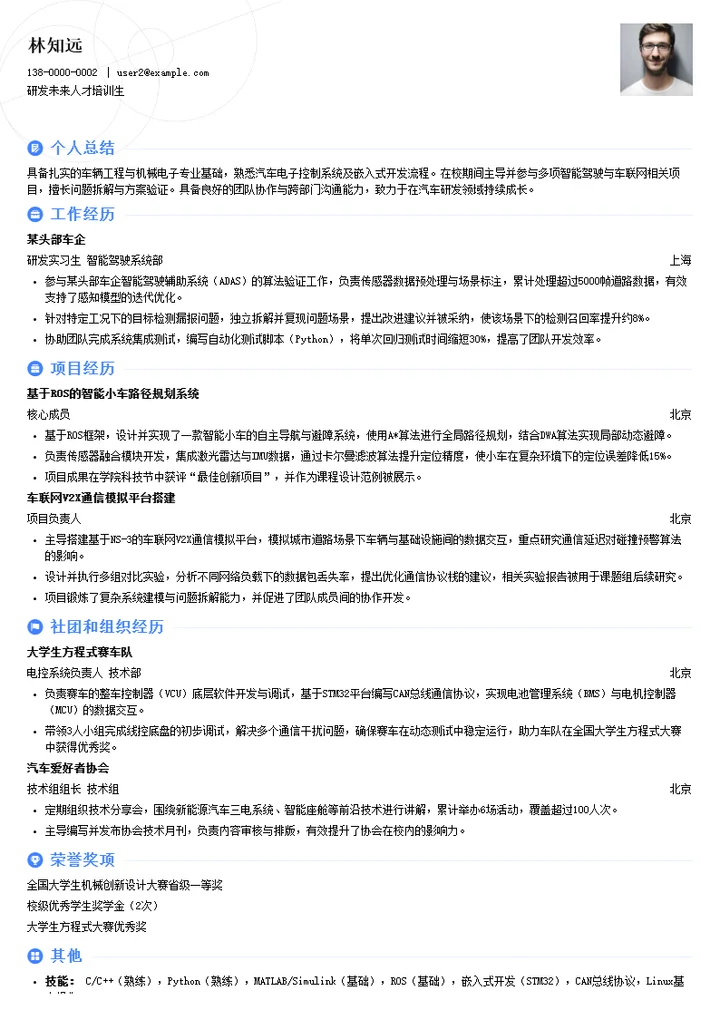 林知远
138-0000-0002 | user2@example.com
研发未来人才培训生
个人总结
具备扎实的车辆工程与机械电子专业基础，熟悉汽车电子控制系统及嵌入式开发流程。在校期间主导并参与多项智能驾驶与车联网相关项
目，擅长问题拆解与方案验证。具备良好的团队协作与跨部门沟通能力，致力于在汽车研发领域持续成长。
工作经历
某头部车企
研发实习生 智能驾驶系统部 上海
• 参与某头部车企智能驾驶辅助系统（ADAS）的算法验证工作，负责传感器数据预处理与场景标注，累计处理超过5000帧道路数据，有效
支持了感知模型的迭代优化。
• 针对特定工况下的目标检测漏报问题，独立拆解并复现问题场景，提出改进建议并被采纳，使该场景下的检测召回率提升约8%。
• 协助团队完成系统集成测试，编写自动化测试脚本（Python），将单次回归测试时间缩短30%，提高了团队开发效率。
项目经历
基于ROS的智能小车路径规划系统
核心成员 北京
• 基于ROS框架，设计并实现了一款智能小车的自主导航与避障系统，使用A*算法进行全局路径规划，结合DWA算法实现局部动态避障。
• 负责传感器融合模块开发，集成激光雷达与IMU数据，通过卡尔曼滤波算法提升定位精度，使小车在复杂环境下的定位误差降低15%。
• 项目成果在学院科技节中获评“最佳创新项目”，并作为课程设计范例被展示。
车联网V2X通信模拟平台搭建
项目负责人 北京
• 主导搭建基于NS-3的车联网V2X通信模拟平台，模拟城市道路场景下车辆与基础设施间的数据交互，重点研究通信延迟对碰撞预警算法
的影响。
• 设计并执行多组对比实验，分析不同网络负载下的数据包丢失率，提出优化通信协议栈的建议，相关实验报告被用于课题组后续研究。
• 项目锻炼了复杂系统建模与问题拆解能力，并促进了团队成员间的协作开发。
社团和组织经历
大学生方程式赛车队
电控系统负责人 技术部 北京
• 负责赛车的整车控制器（VCU）底层软件开发与调试，基于STM32平台编写CAN总线通信协议，实现电池管理系统（BMS）与电机控制器
（MCU）的数据交互。
• 带领3人小组完成线控底盘的初步调试，解决多个通信干扰问题，确保赛车在动态测试中稳定运行，助力车队在全国大学生方程式大赛
中获得优秀奖。
汽车爱好者协会
技术组组长 技术组 北京
• 定期组织技术分享会，围绕新能源汽车三电系统、智能座舱等前沿技术进行讲解，累计举办6场活动，覆盖超过100人次。
• 主导编写并发布协会技术月刊，负责内容审核与排版，有效提升了协会在校内的影响力。
荣誉奖项
全国大学生机械创新设计大赛省级一等奖
校级优秀学生奖学金（2次）
大学生方程式大赛优秀奖
其他
• 技能： C/C++（熟练），Python（熟练），MATLAB/Simulink（基础），ROS（基础），嵌入式开发（STM32），CAN总线协议，Linux基